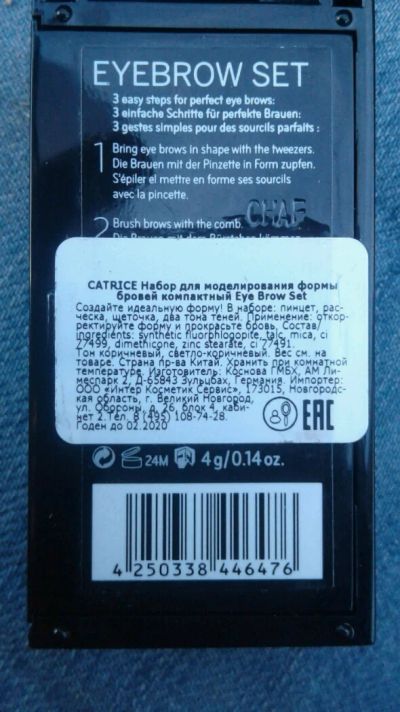 EYEBROW SET
3 easy steps for perfect eye brows:
3 einfache Schritte für perfekte Brauen:
3 gestes simples pour des sourcils parfaits :
1 Bring eye brows in shape with the tweezers.
Die Brauen mit der Pinzette in Form zupfen.
S'épiler et mettre en forme ses sourcils
avec la pincette.
2 Brush brows with the comb.
CATRICE Набор для моделирования формы
бровей компактный Eye Brow Set
Создайте идеальную форму! В наборе: пинцет, рас-
ческа, щеточка, два тона теней. Применение: откор-
ректируйте форму и прокрасьте бровь. Состав/
ingredients: synthetic fluorphlogopite, talc, mica, ci
77499, dimethicone, zinc stearate, ci 77491.
Тон коричневый, светло-коричневый. Вес см. на
товаре. Страна пр-ва Китай. Хранить при комнатной
температуре. Изготовитель: Коснова ГМБХ, АМ Ли-
меспарк 2, Д-65843 Зульцбах, Германия. Импортер:
ООО «Интер Косметик Сервис», 173015, Новгородс-
кая область, г. Великий Новгород,
ул. Обороны, д. 26, блок 4, каби-
нет 2.Тел. 8 (495) 108-74-28.
Годен до 02.2020
EAC
24M 4 g/0.14 oz.
4 250338 446476